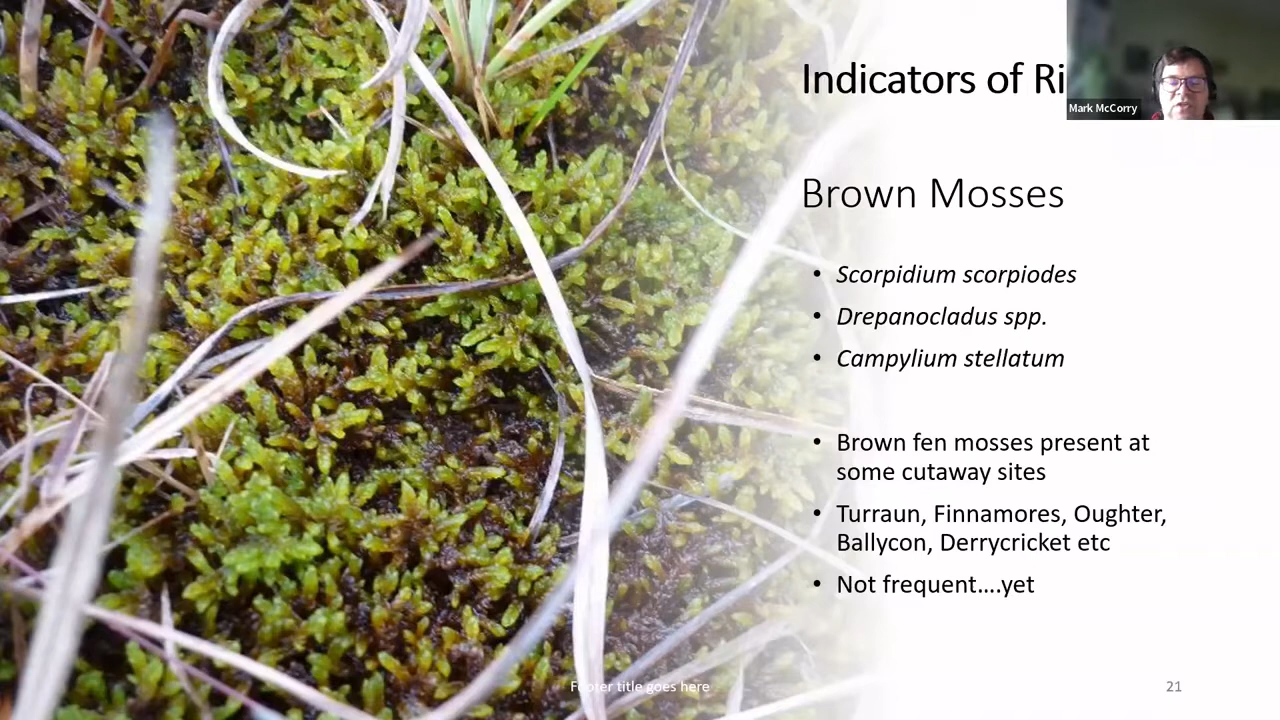 Indicators of Ri
Mark McCorry
Brown Mosses
• Scorpidium scorpiodes
• Drepanocladus spp.
• Campylium stellatum
• Brown fen mosses present at
some cutaway sites
• Turraun, Finnamores, Oughter,
Ballycon, Derrycricket etc
• Not frequent....yet
Footer title goes here
21